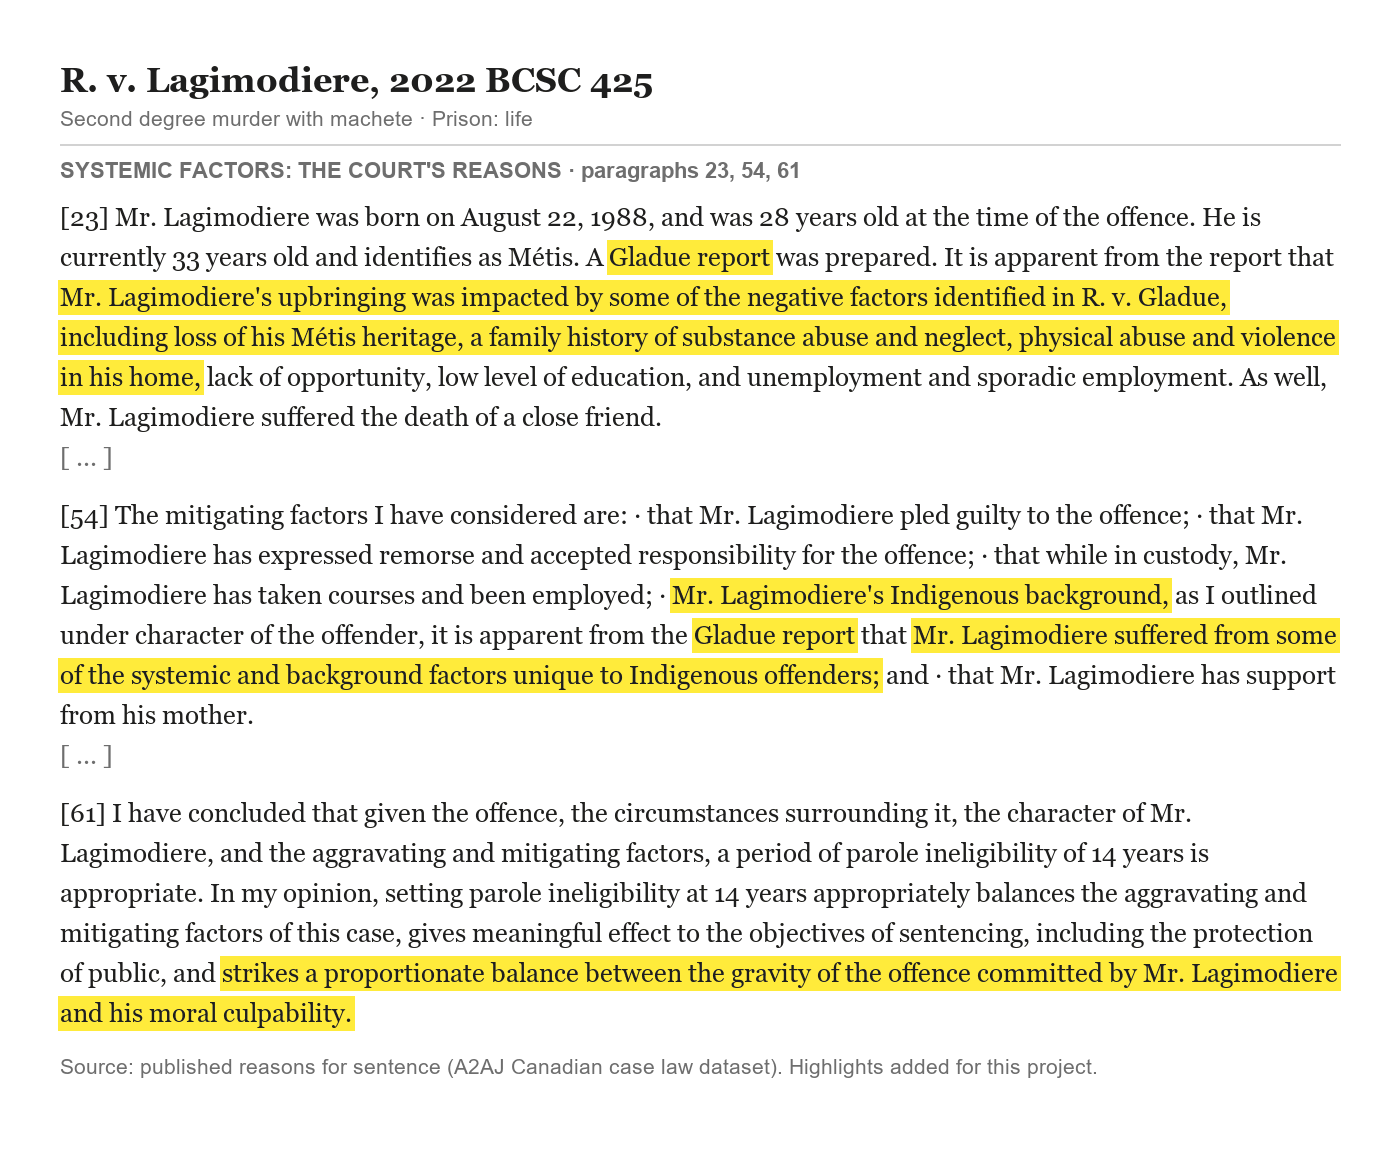 R. v. Lagimodiere, 2022 BCSC 425
Second degree murder with machete · Prison: life
SYSTEMIC FACTORS: THE COURT'S REASONS · paragraphs 23, 54, 61
[23] Mr. Lagimodiere was born on August 22, 1988, and was 28 years old at the time of the offence. He is
currently 33 years old and identifies as Métis. A Gladue report was prepared. It is apparent from the report that
Mr. Lagimodiere's upbringing was impacted by some of the negative factors identified in R. v. Gladue,
including loss of his Métis heritage, a family history of substance abuse and neglect, physical abuse and violence
in his home, lack of opportunity, low level of education, and unemployment and sporadic employment. As well,
Mr. Lagimodiere suffered the death of a close friend.
[ ... ]
[54] The mitigating factors I have considered are: · that Mr. Lagimodiere pled guilty to the offence; · that Mr.
Lagimodiere has expressed remorse and accepted responsibility for the offence; · that while in custody, Mr.
Lagimodiere has taken courses and been employed; · Mr. Lagimodiere's Indigenous background, as I outlined
under character of the offender, it is apparent from the Gladue report that Mr. Lagimodiere suffered from some
of the systemic and background factors unique to Indigenous offenders; and · that Mr. Lagimodiere has support
from his mother.
[ ... ]
[61] I have concluded that given the offence, the circumstances surrounding it, the character of Mr.
Lagimodiere, and the aggravating and mitigating factors, a period of parole ineligibility of 14 years is
appropriate. In my opinion, setting parole ineligibility at 14 years appropriately balances the aggravating and
mitigating factors of this case, gives meaningful effect to the objectives of sentencing, including the protection
of public, and strikes a proportionate balance between the gravity of the offence committed by Mr. Lagimodiere
and his moral culpability.
Source: published reasons for sentence (A2AJ Canadian case law dataset). Highlights added for this project.